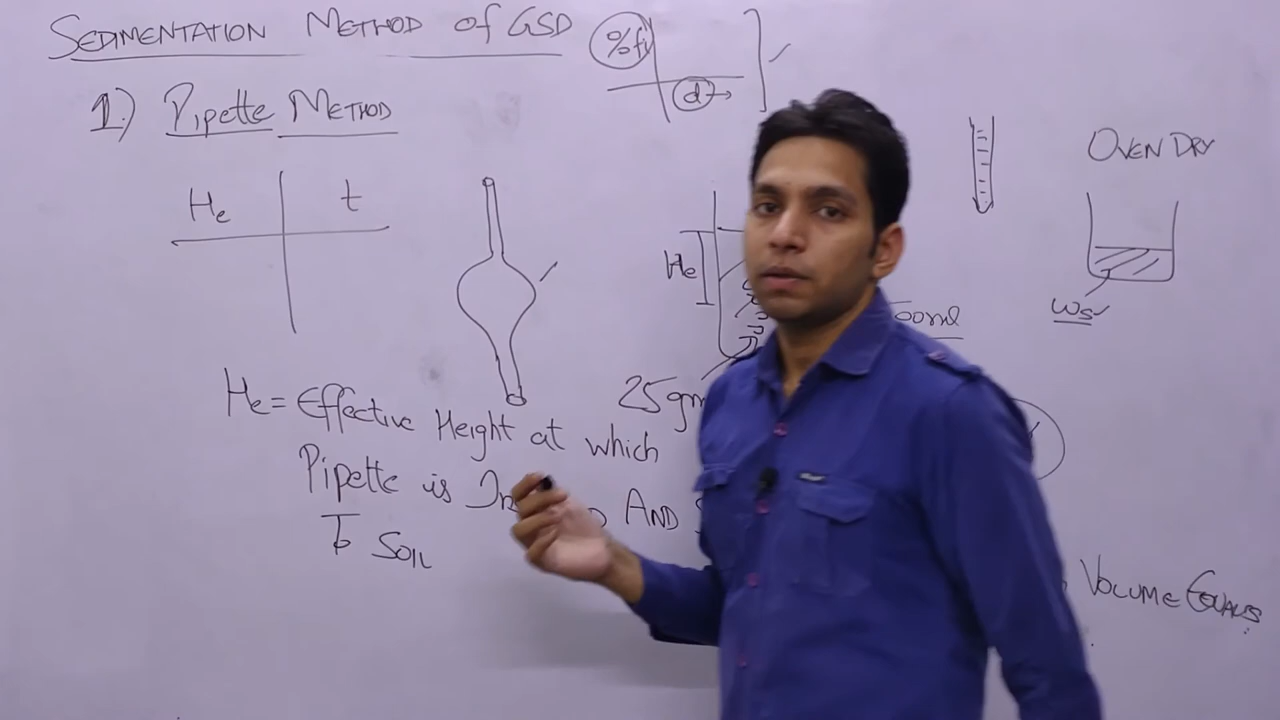 SEDIMENTATION METHOD of GSD
%f
d
1.) Pipette METHOD
OVEN DRY
He t
He
ws
25gm
He = Effective Height at which
Pipette is AND
To SOIL
VOLUME EQUALS